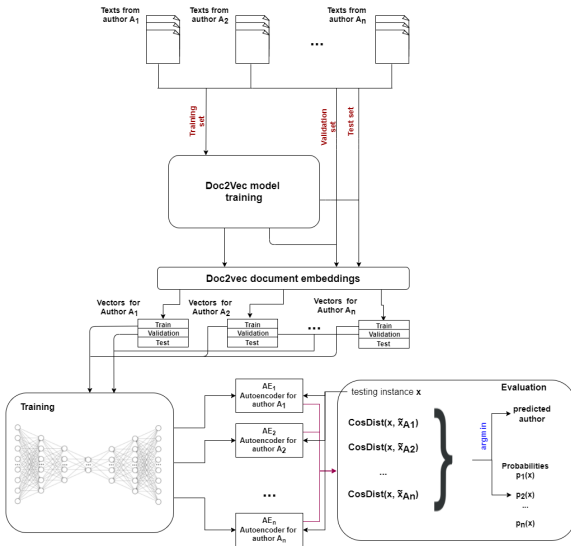 Texts from
author A1
Texts from
author A2
...
Texts from
author An
Training
set
Validation
set
Test set
Doc2Vec model
training
Doc2vec document embeddings
Vectors for
Author A1
Vectors for
Author A2
Vectors for
Author An
Train
Validation
Test
Train
Validation
Test
...
Train
Validation
Test
Training
AE1
Autoencoder for
author A1
AE2
Autoencoder for
author A2
...
AEn
Autoencoder for
author An
testing instance x
Evaluation
CosDist(x, x̃A1)
CosDist(x, x̃A2)
...
CosDist(x, x̃An)
argmin
predicted
author
Probabilities
p1(x)
p2(x)
...
pn(x)